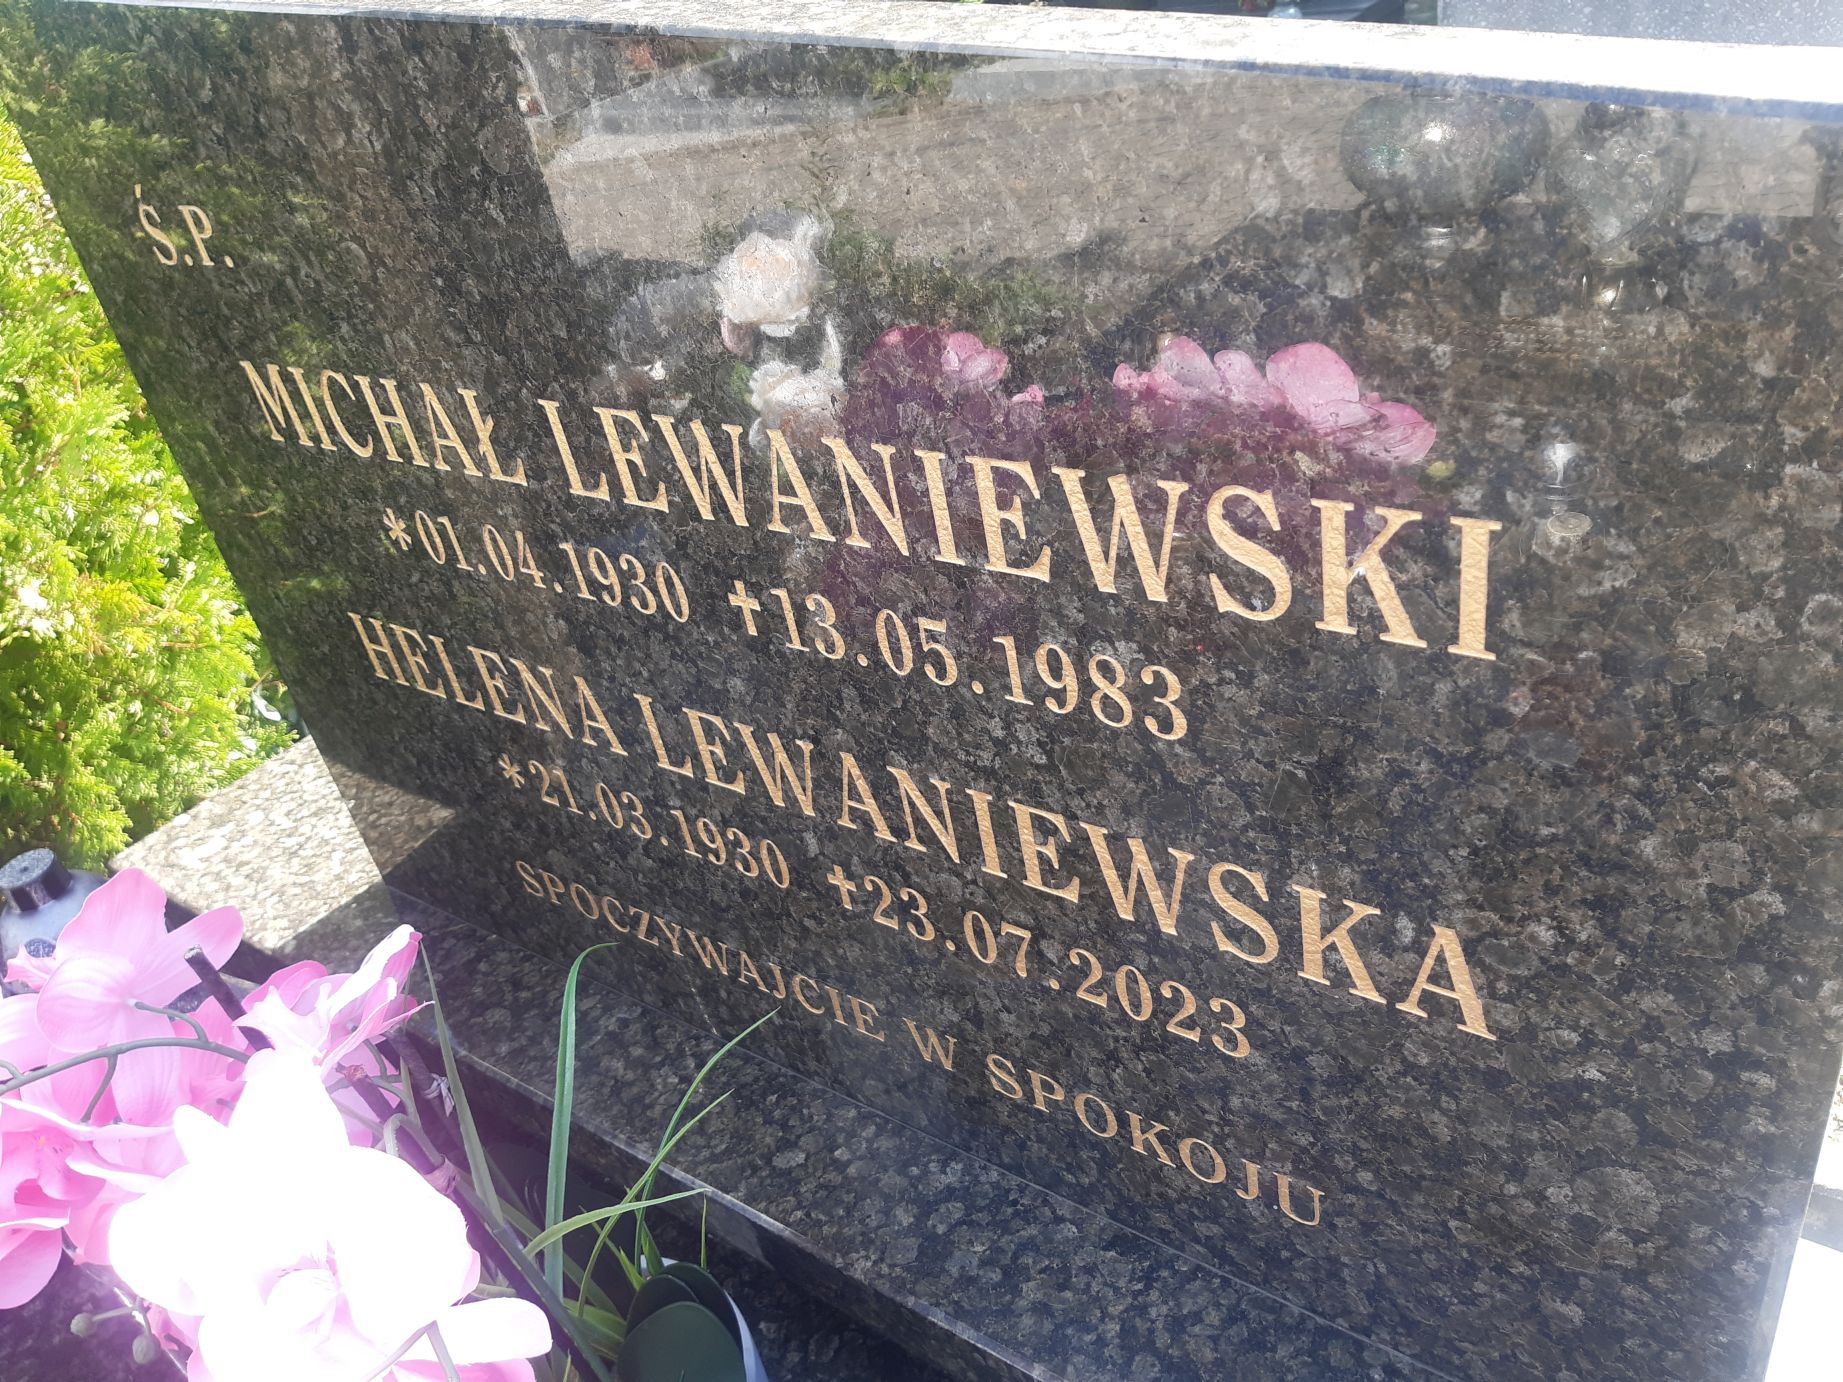 Ś.P.
MICHAŁ LEWANIEWSKI
*01.04.1930 ✝13.05.1983
HELENA LEWANIEWSKA
*21.03.1930 ✝23.07.2023
SPOCZYWAJCIE W SPOKOJU